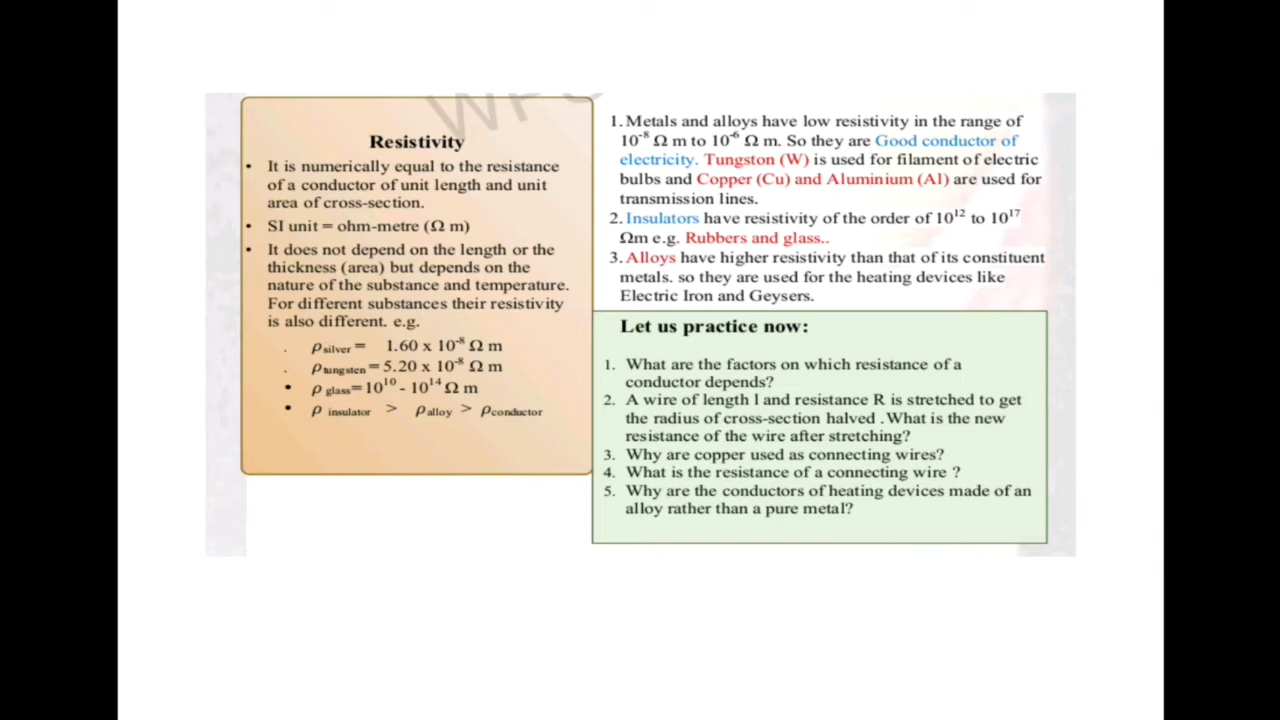 Resistivity
• It is numerically equal to the resistance
of a conductor of unit length and unit
area of cross-section.
• SI unit = ohm-metre (Ω m)
• It does not depend on the length or the
thickness (area) but depends on the
nature of the substance and temperature.
For different substances their resistivity
is also different. e.g.
. ρsilver = 1.60 x 10⁻⁸ Ω m
. ρtungsten = 5.20 x 10⁻⁸ Ω m
• ρ glass=10¹⁰ - 10¹⁴ Ω m
• ρ insulator > ρalloy > ρconductor
1. Metals and alloys have low resistivity in the range of
10⁻⁸ Ω m to 10⁻⁶ Ω m. So they are Good conductor of
electricity. Tungston (W) is used for filament of electric
bulbs and Copper (Cu) and Aluminium (Al) are used for
transmission lines.
2. Insulators have resistivity of the order of 10¹² to 10¹⁷
Ωm e.g. Rubbers and glass..
3. Alloys have higher resistivity than that of its constituent
metals. so they are used for the heating devices like
Electric Iron and Geysers.
Let us practice now:
1. What are the factors on which resistance of a
conductor depends?
2. A wire of length l and resistance R is stretched to get
the radius of cross-section halved . What is the new
resistance of the wire after stretching?
3. Why are copper used as connecting wires?
4. What is the resistance of a connecting wire ?
5. Why are the conductors of heating devices made of an
alloy rather than a pure metal?